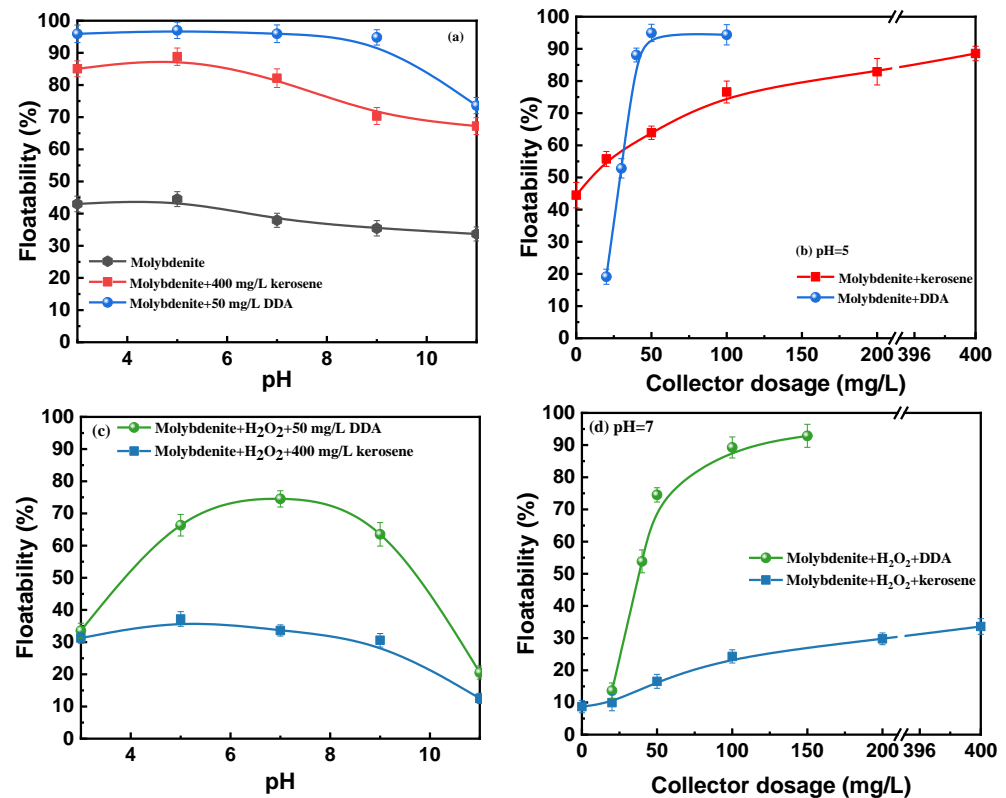 100
90
80
70
60
50
40
30
20
10
0
Floatability (%)
(a)
Molybdenite
Molybdenite+400 mg/L kerosene
Molybdenite+50 mg/L DDA
4 6 8 10
pH
100
90
80
70
60
50
40
30
20
10
0
Floatability (%)
(b) pH=5
Molybdenite+kerosene
Molybdenite+DDA
0 50 100 150 200 396 400
Collector dosage (mg/L)
100
90
80
70
60
50
40
30
20
10
0
Floatability (%)
(c)
Molybdenite+H₂O₂+50 mg/L DDA
Molybdenite+H₂O₂+400 mg/L kerosene
4 6 8 10
pH
100
90
80
70
60
50
40
30
20
10
0
Floatability (%)
(d) pH=7
Molybdenite+H₂O₂+DDA
Molybdenite+H₂O₂+kerosene
0 50 100 150 200 396 400
Collector dosage (mg/L)